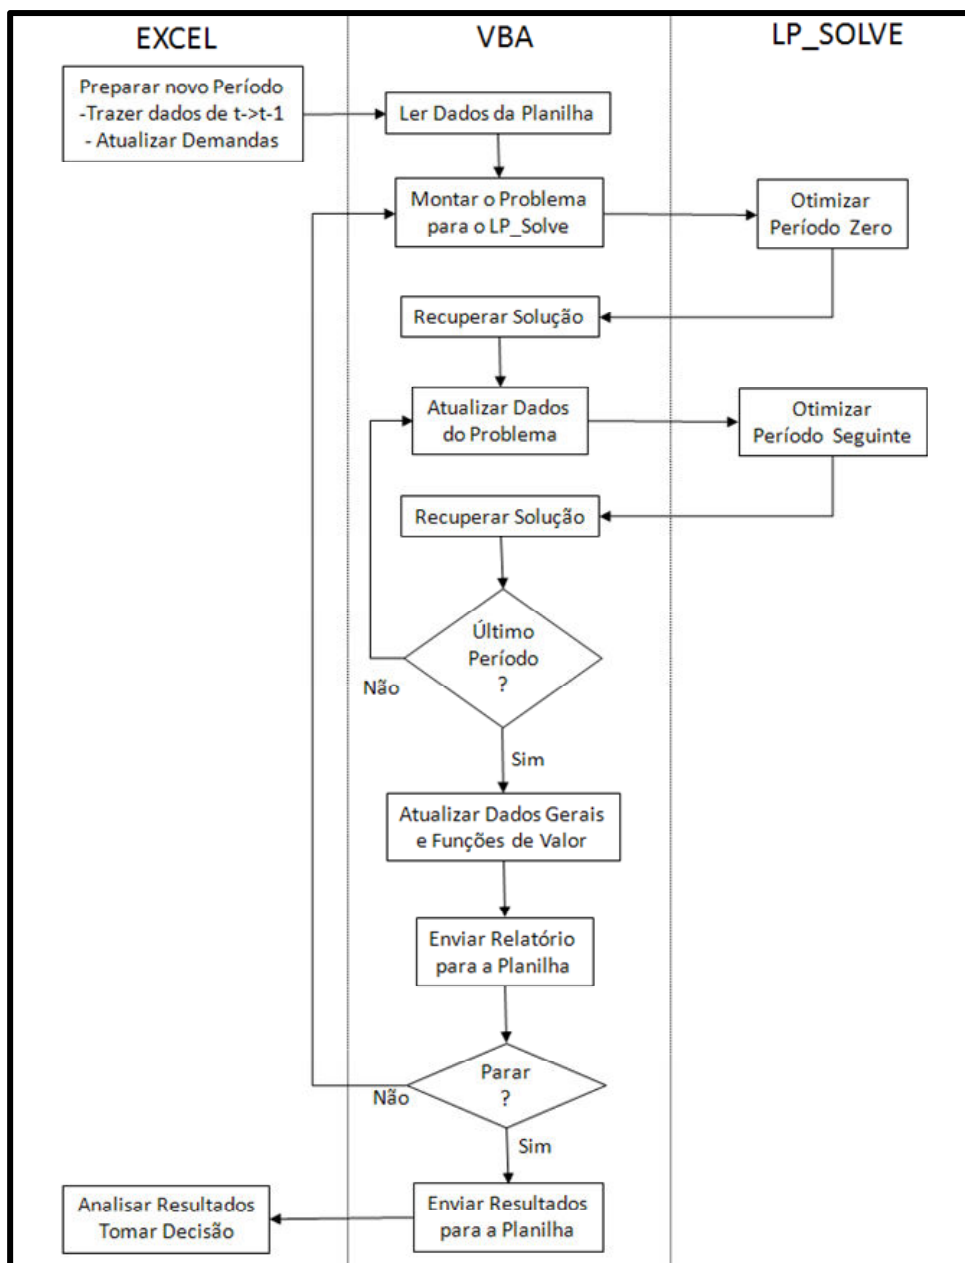 EXCEL
VBA
LP_SOLVE
Preparar novo Período
-Trazer dados de t->t-1
- Atualizar Demandas
Ler Dados da Planilha
Montar o Problema
para o LP_Solve
Otimizar
Período Zero
Recuperar Solução
Atualizar Dados
do Problema
Otimizar
Período Seguinte
Recuperar Solução
Último
Período
?
Não
Sim
Atualizar Dados Gerais
e Funções de Valor
Enviar Relatório
para a Planilha
Parar
?
Não
Sim
Enviar Resultados
para a Planilha
Analisar Resultados
Tomar Decisão